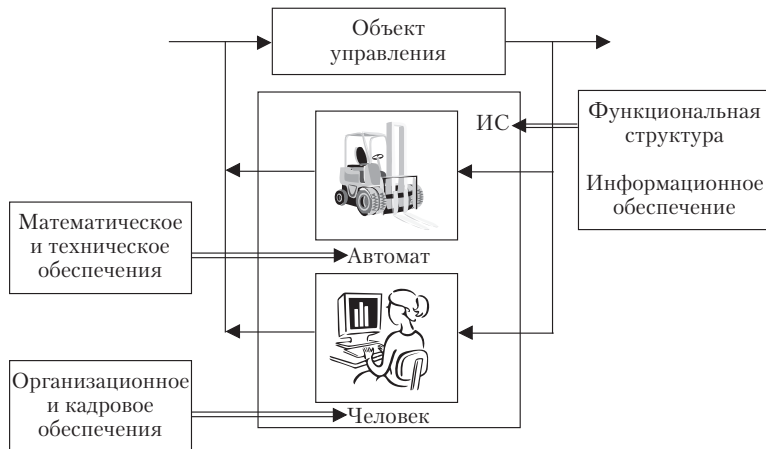 Объект
управления
ИС
Функциональная
структура
Информационное
обеспечение
Математическое
и техническое
обеспечения
Автомат
Организационное
и кадровое
обеспечения
Человек